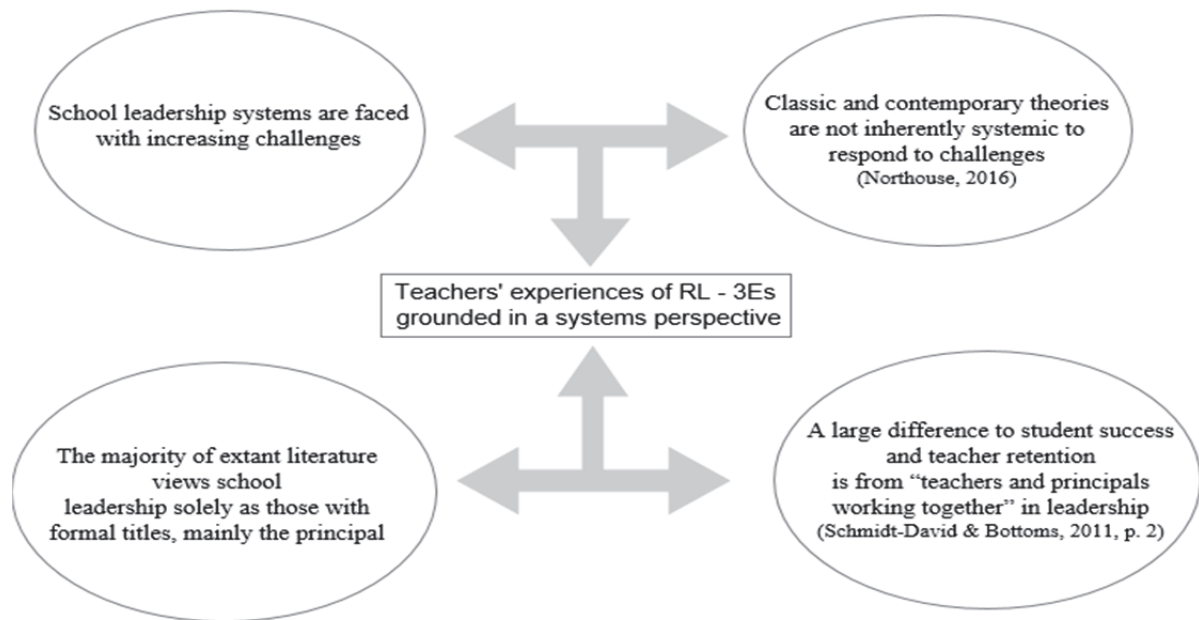 School leadership systems are faced
with increasing challenges
Classic and contemporary theories
are not inherently systemic to
respond to challenges
(Northouse, 2016)
Teachers' experiences of RL - 3Es
grounded in a systems perspective
The majority of extant literature
views school
leadership solely as those with
formal titles, mainly the principal
A large difference to student success
and teacher retention
is from “teachers and principals
working together” in leadership
(Schmidt-David & Bottoms, 2011, p. 2)